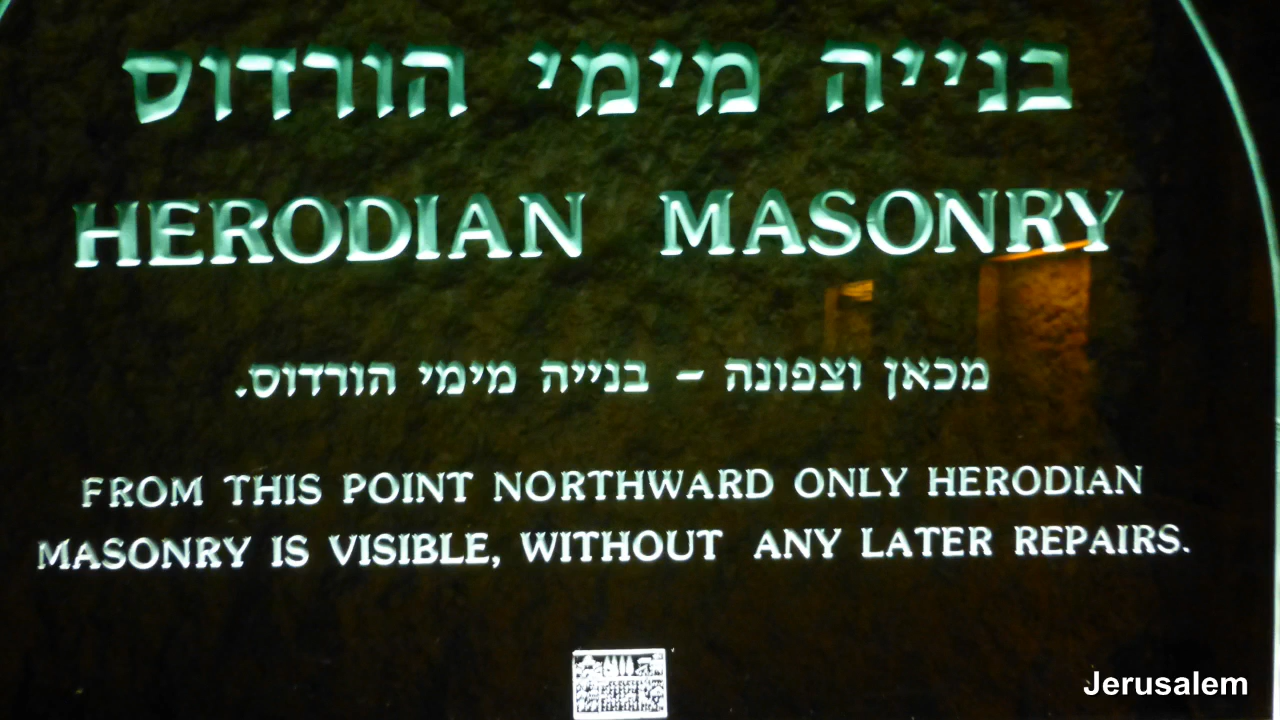 בנייה מימי הורדוס
HERODIAN MASONRY
מכאן וצפונה – בנייה מימי הורדוס.
FROM THIS POINT NORTHWARD ONLY HERODIAN
MASONRY IS VISIBLE, WITHOUT ANY LATER REPAIRS.
Jerusalem